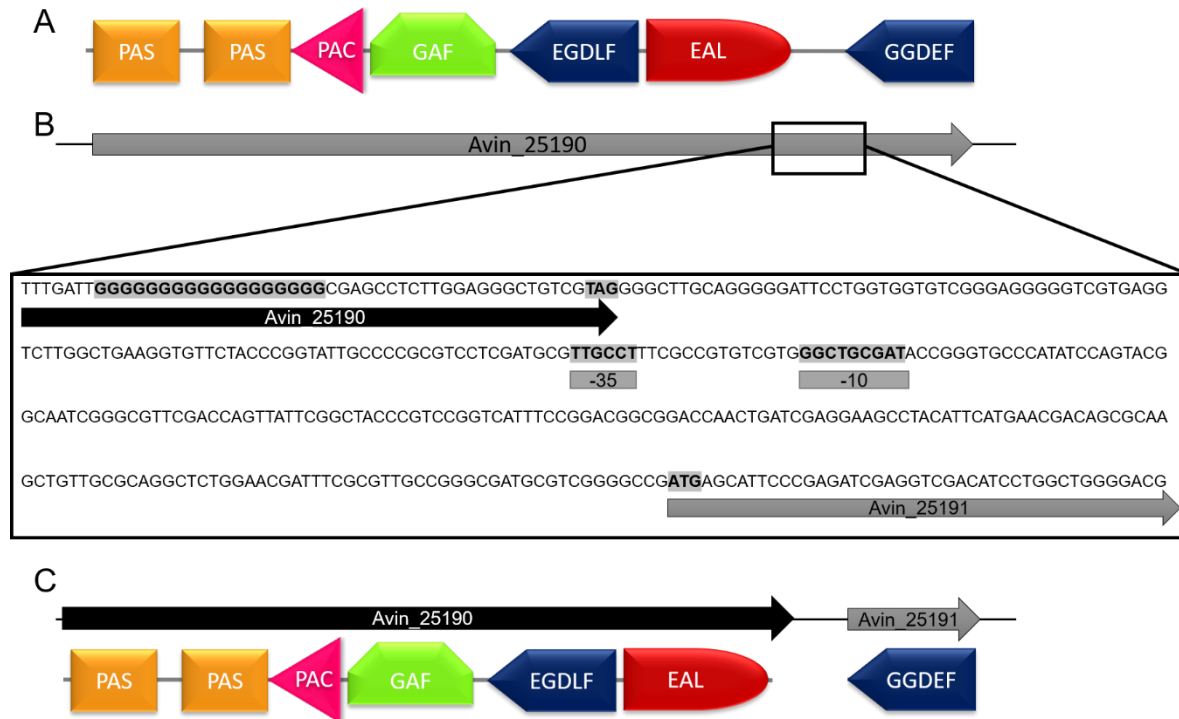 A
PAS PAS PAC GAF EGDLF EAL GGDEF
B
Avin_25190
TTTGATTGGGGGGGGGGGGGGGGGGCGAGCCTCTTGGAGGGCTGTCGTAGGGGCTTGCAGGGGGATTCCTGGTGGTGTCGGGAGGGGGTCGTGAGG
Avin_25190
TCTTGGCTGAAGGTGTTCTACCCGGTATTGCCCCGCGTCCTCGATGCGTTGCCTTTCGCCGTGTCGTGGGCTGCGATACCGGGTGCCCATATCCAGTACG
-35 -10
GCAATCGGGCGTTCGACCAGTTATTCGGCTACCCGTCCGGTCATTTCCGGACGGCGGACCAACTGATCGAGGAAGCCTACATTCATGAACGACAGCGCAA
GCTGTTGCGCAGGCTCTGGAACGATTTCGCGTTGCCGGGCGATGCGTCGGGGCCGATGAGCATTCCCGAGATCGAGGTCGACATCCTGGCTGGGGACG
Avin_25191
C
Avin_25190 Avin_25191
PAS PAS PAC GAF EGDLF EAL GGDEF